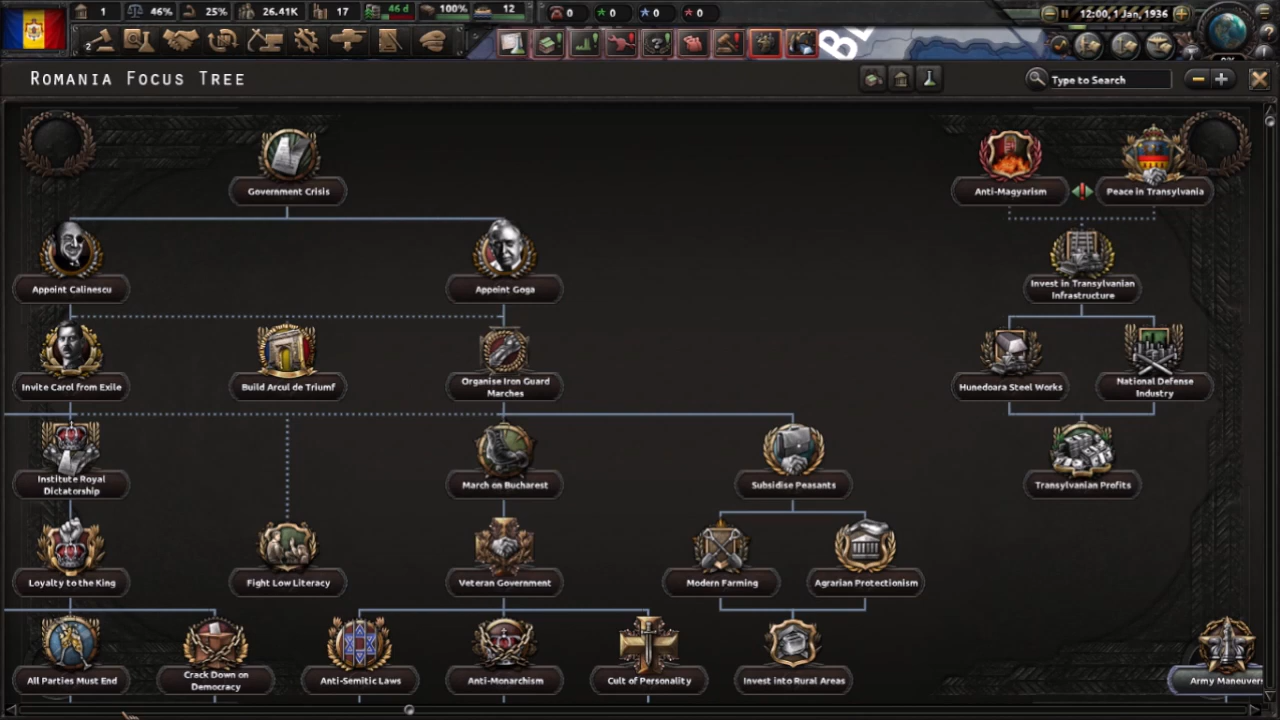 1
46%
25%
26.41K
17
46 d
100%
12
0
0
0
0
12:00, 1 Jan, 1936
2
ROMANIA FOCUS TREE
Type to Search
Government Crisis
Anti-Magyarism
Peace in Transylvania
Appoint Calinescu
Appoint Goga
Invest in Transylvanian
Infrastructure
Invite Carol from Exile
Build Arcul de Triumf
Organise Iron Guard
Marches
Hunedoara Steel Works
National Defense
Industry
Institute Royal
Dictatorship
March on Bucharest
Subsidise Peasants
Transylvanian Profits
Loyalty to the King
Fight Low Literacy
Veteran Government
Modern Farming
Agrarian Protectionism
All Parties Must End
Crack Down on
Democracy
Anti-Semitic Laws
Anti-Monarchism
Cult of Personality
Invest into Rural Areas
Army Maneuvers